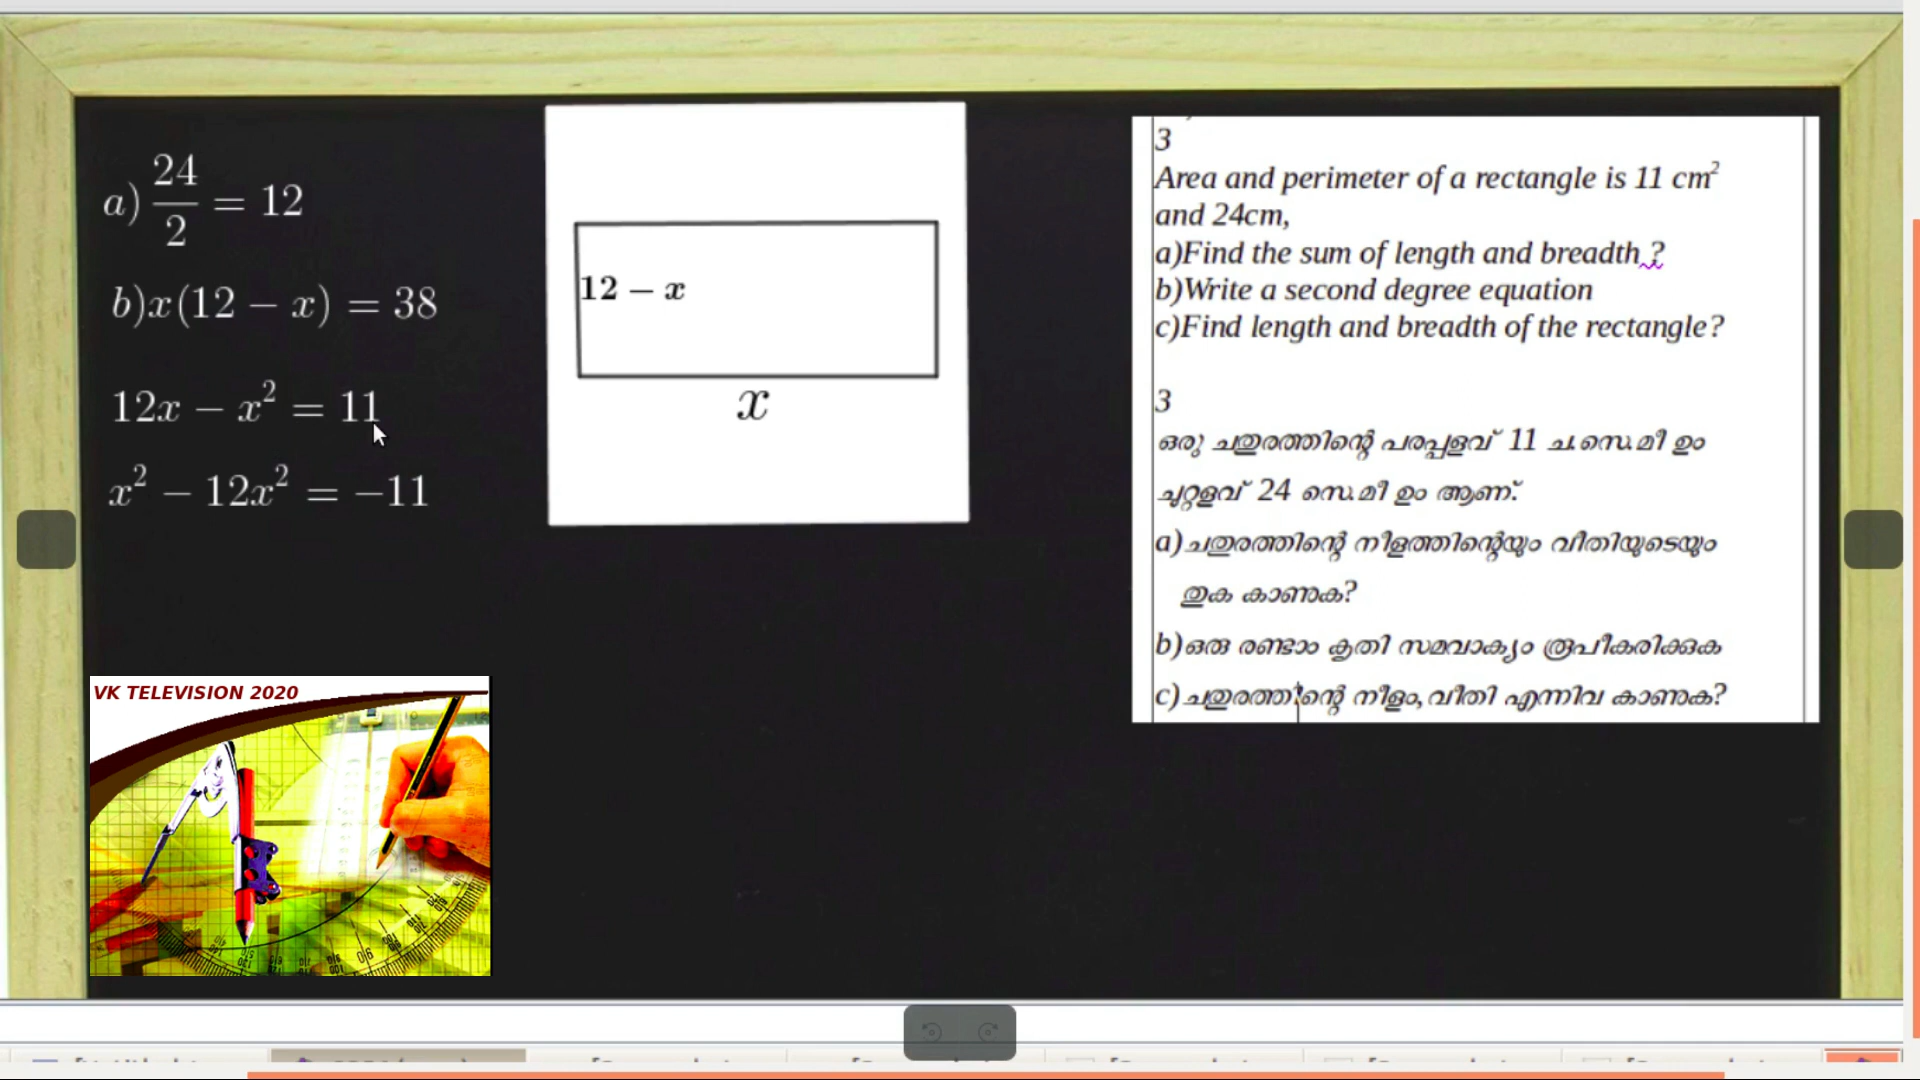 a) 24/2 = 12
b)x(12 − x) = 38
12x − x² = 11
x² − 12x² = −11
12 − x
x
3
Area and perimeter of a rectangle is 11 cm²
and 24cm,
a)Find the sum of length and breadth ?
b)Write a second degree equation
c)Find length and breadth of the rectangle?
3
ഒരു ചതുരത്തിന്റെ പരപ്പളവ് 11 ച.സെ.മീ ഉം
ചുറ്റളവ് 24 സെ.മീ ഉം ആണ്.
a)ചതുരത്തിന്റെ നീളത്തിന്റെയും വീതിയുടെയും
തുക കാണുക?
b)ഒരു രണ്ടാം കൃതി സമവാക്യം രൂപീകരിക്കുക
c)ചതുരത്തിന്റെ നീളം,വീതി എന്നിവ കാണുക?
VK TELEVISION 2020